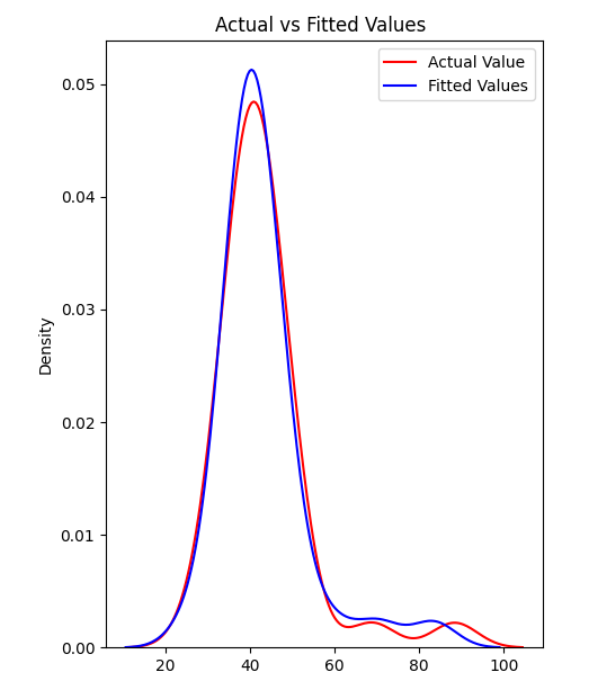 Actual vs Fitted Values
Actual Value
Fitted Values
0.05
0.04
0.03
0.02
0.01
0.00
Density
20 40 60 80 100